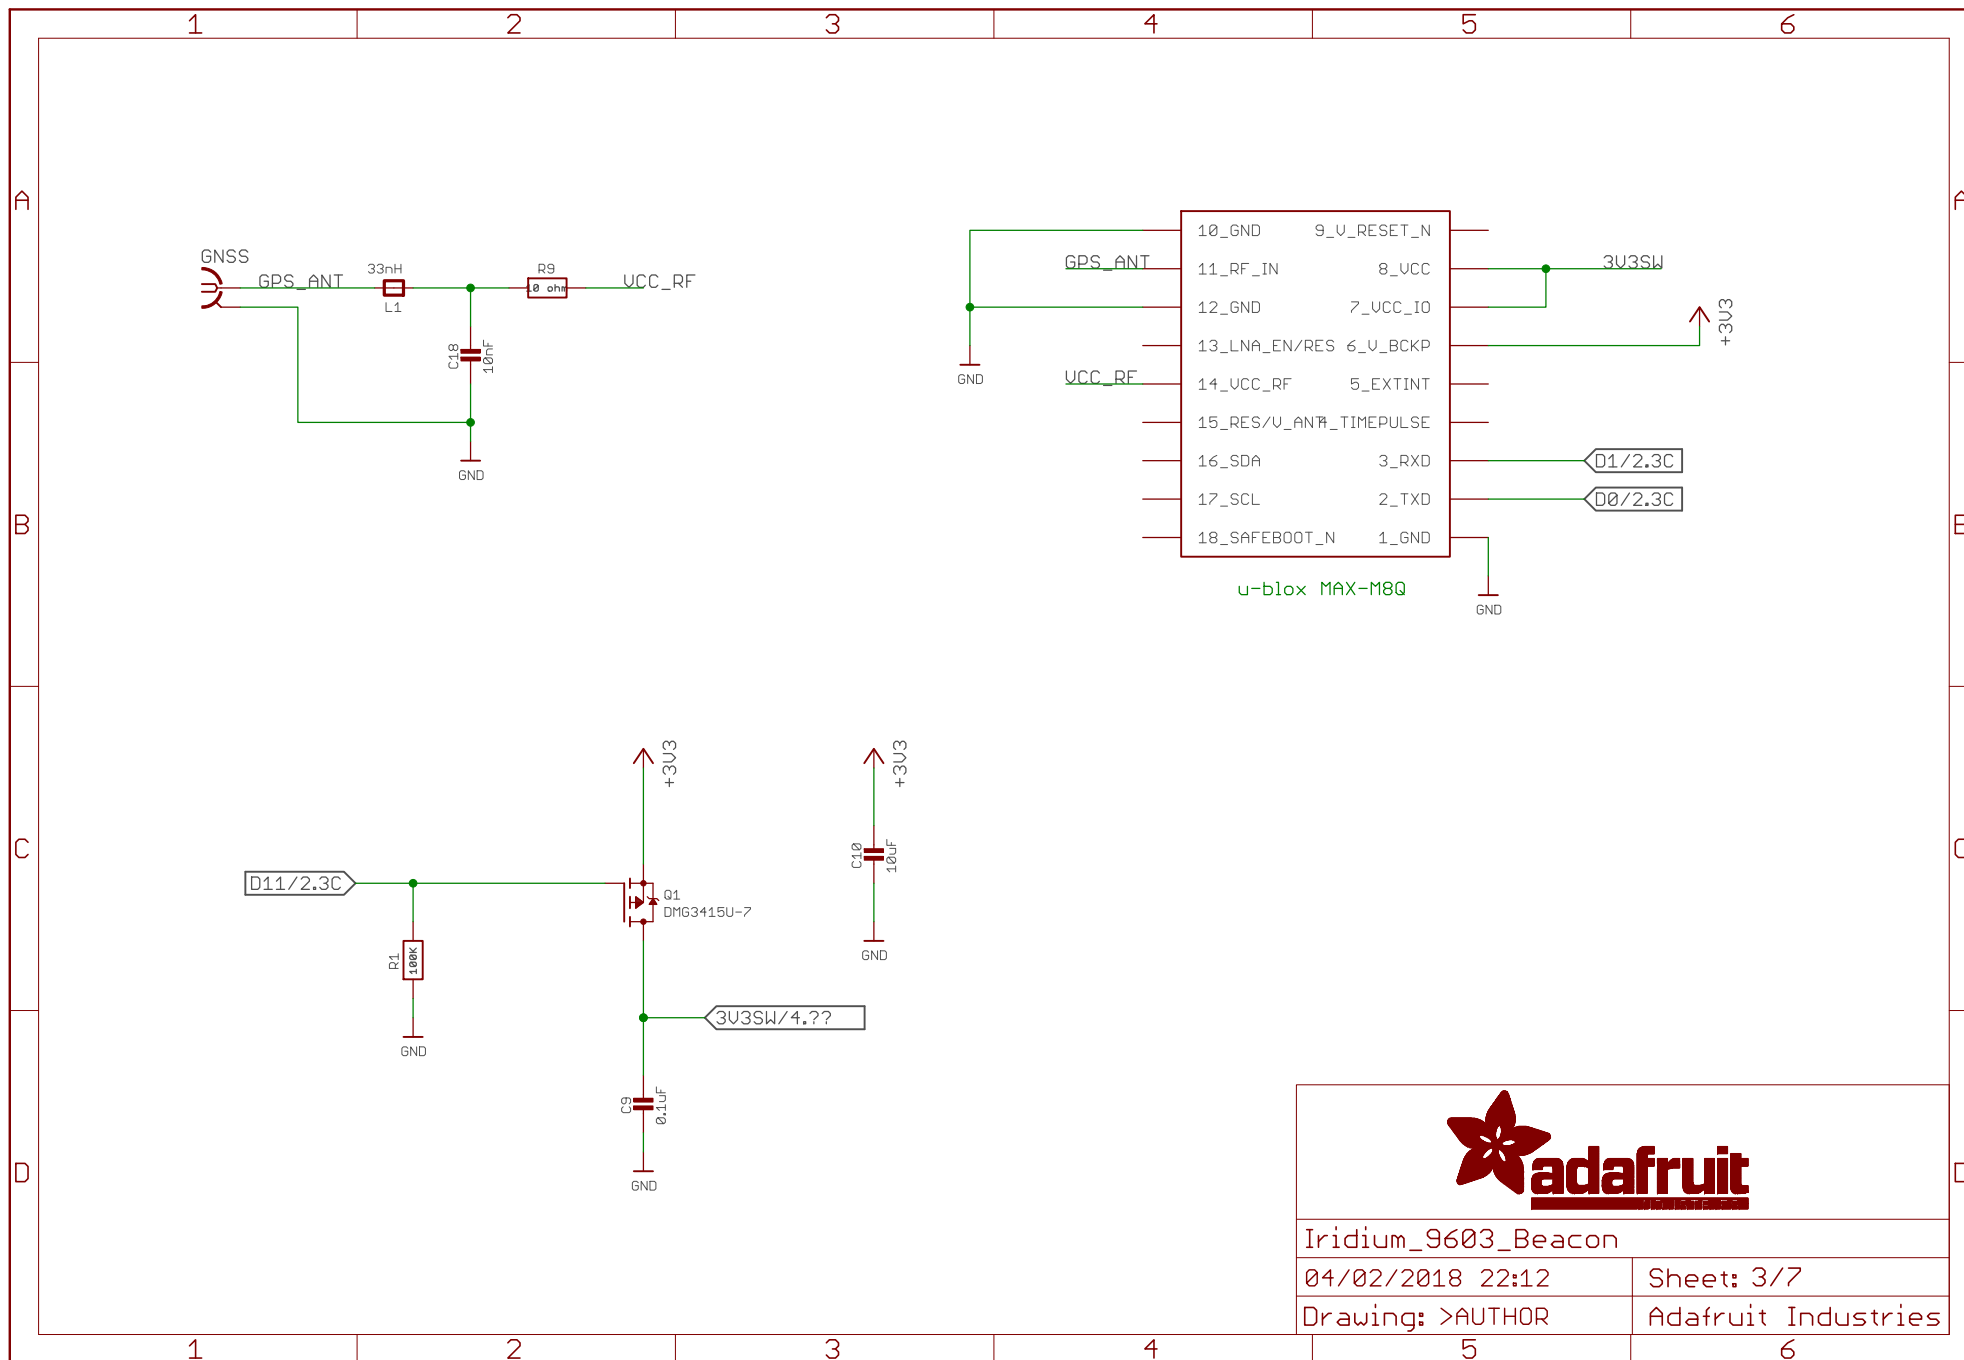 1 2 3 4 5 6
A
A
GNSS
GPS_ANT
33nH
L1
R9
10 ohm
VCC_RF
C18
10nF
GND
10_GND 9_V_RESET_N
GPS_ANT 11_RF_IN 8_VCC 3V3SW
12_GND 7_VCC_IO
+3V3
13_LNA_EN/RES 6_V_BCKP
GND
VCC_RF 14_VCC_RF 5_EXTINT
15_RES/V_ANT 4_TIMEPULSE
16_SDA 3_RXD D1/2.3C
17_SCL 2_TXD D0/2.3C
18_SAFEBOOT_N 1_GND
u-blox MAX-M8Q
GND
B
+3V3
+3V3
C
D11/2.3C
Q1
DMG3415U-7
C10
10uF
GND
R1
100K
GND
3V3SW/4.??
C9
0.1uF
GND
D
adafruit
Iridium_9603_Beacon
04/02/2018 22:12
Sheet: 3/7
Drawing: >AUTHOR
Adafruit Industries
1 2 3 4 5 6